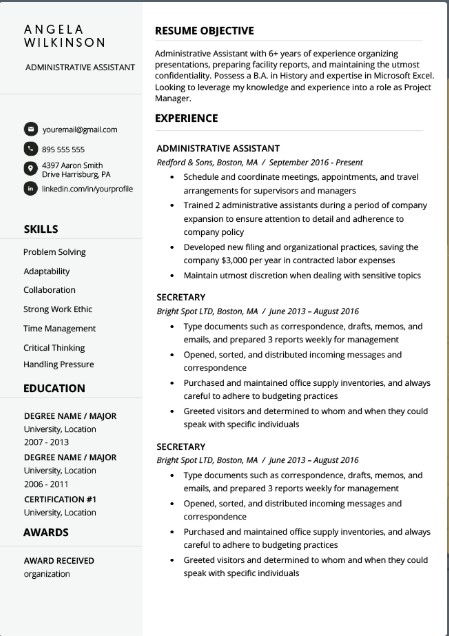 ANGELA
WILKINSON
ADMINISTRATIVE ASSISTANT
youremail@gmail.com
895 555 555
4397 Aaron Smith
Drive Harrisburg, PA
linkedin.com/in/yourprofile
SKILLS
Problem Solving
Adaptability
Collaboration
Strong Work Ethic
Time Management
Critical Thinking
Handling Pressure
EDUCATION
DEGREE NAME / MAJOR
University, Location
2007 - 2013
DEGREE NAME / MAJOR
University, Location
2006 - 2011
CERTIFICATION #1
University, Location
AWARDS
AWARD RECEIVED
organization
RESUME OBJECTIVE
Administrative Assistant with 6+ years of experience organizing
presentations, preparing facility reports, and maintaining the utmost
confidentiality. Possess a B.A. in History and expertise in Microsoft Excel.
Looking to leverage my knowledge and experience into a role as Project
Manager.
EXPERIENCE
ADMINISTRATIVE ASSISTANT
Redford & Sons, Boston, MA / September 2016 - Present
• Schedule and coordinate meetings, appointments, and travel
arrangements for supervisors and managers
• Trained 2 administrative assistants during a period of company
expansion to ensure attention to detail and adherence to
company policy
• Developed new filing and organizational practices, saving the
company $3,000 per year in contracted labor expenses
• Maintain utmost discretion when dealing with sensitive topics
SECRETARY
Bright Spot LTD, Boston, MA / June 2013 – August 2016
• Type documents such as correspondence, drafts, memos, and
emails, and prepared 3 reports weekly for management
• Opened, sorted, and distributed incoming messages and
correspondence
• Purchased and maintained office supply inventories, and always
careful to adhere to budgeting practices
• Greeted visitors and determined to whom and when they could
speak with specific individuals
SECRETARY
Bright Spot LTD, Boston, MA / June 2013 – August 2016
• Type documents such as correspondence, drafts, memos, and
emails, and prepared 3 reports weekly for management
• Opened, sorted, and distributed incoming messages and
correspondence
• Purchased and maintained office supply inventories, and always
careful to adhere to budgeting practices
• Greeted visitors and determined to whom and when they could
speak with specific individuals